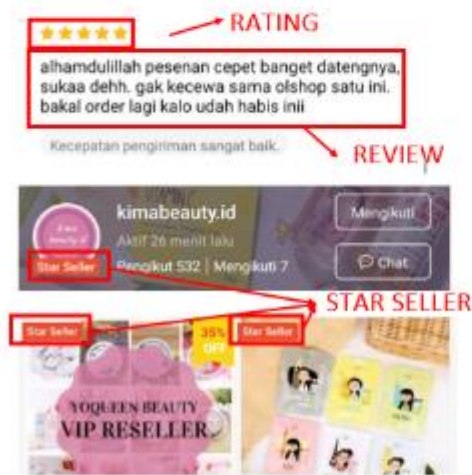 RATING
alhamdulillah pesenan cepet banget datengnya,
sukaa dehh. gak kecewa sama olshop satu ini.
bakal order lagi kalo udah habis inii
Kecepatan pengiriman sangat baik.
REVIEW
kimabeauty.id
Mengikuti
Aktif 26 menit lalu
Star Seller
Pengikut 532 | Mengikuti 7
Chat
STAR SELLER
Star Seller
35%
OFF
Star Seller
YOQUEEN BEAUTY
VIP RESELLER